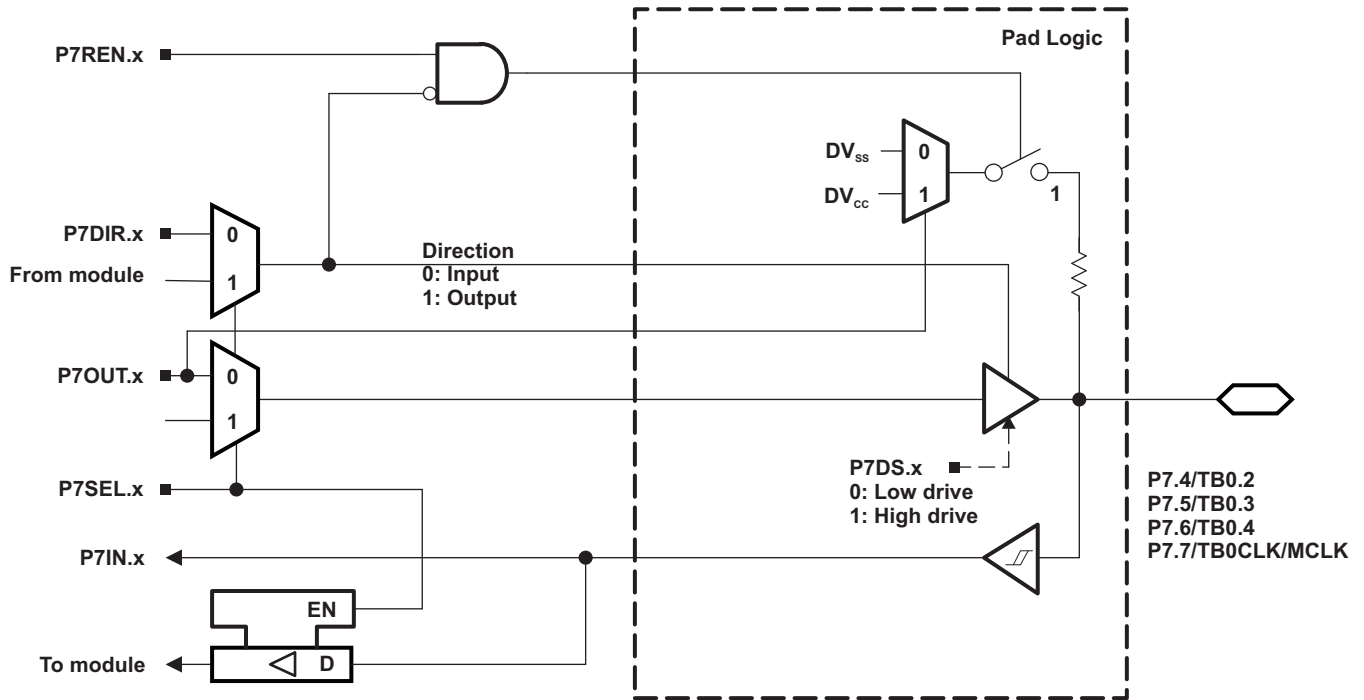 Pad Logic
P7REN.x
DVSS
0
DVCC
1
1
P7DIR.x
0
From module
1
Direction
0: Input
1: Output
P7OUT.x
0
1
P7DS.x
0: Low drive
1: High drive
P7SEL.x
P7.4/TB0.2
P7.5/TB0.3
P7.6/TB0.4
P7.7/TB0CLK/MCLK
P7IN.x
EN
To module
D